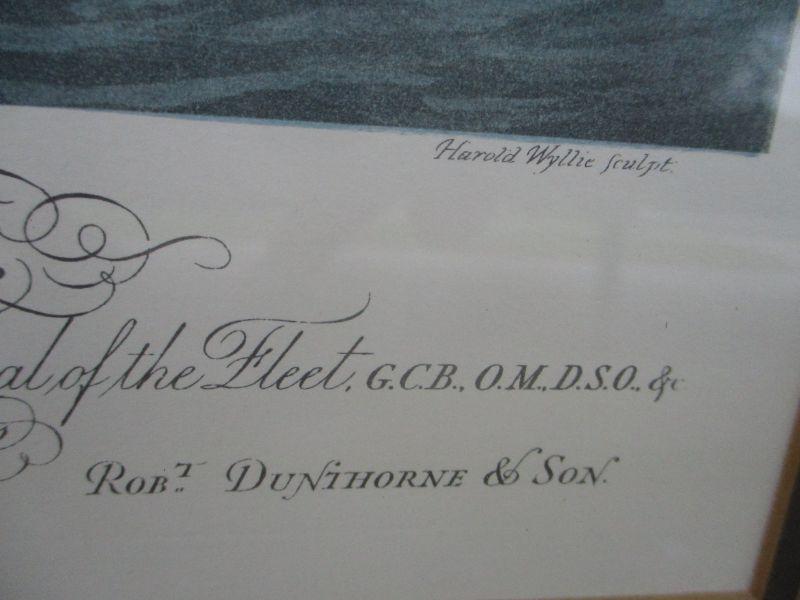 Harold Wyllie sculpt.
al of the Fleet, G.C.B., O.M., D.S.O., &c
ROBT. DUNTHORNE & SON.